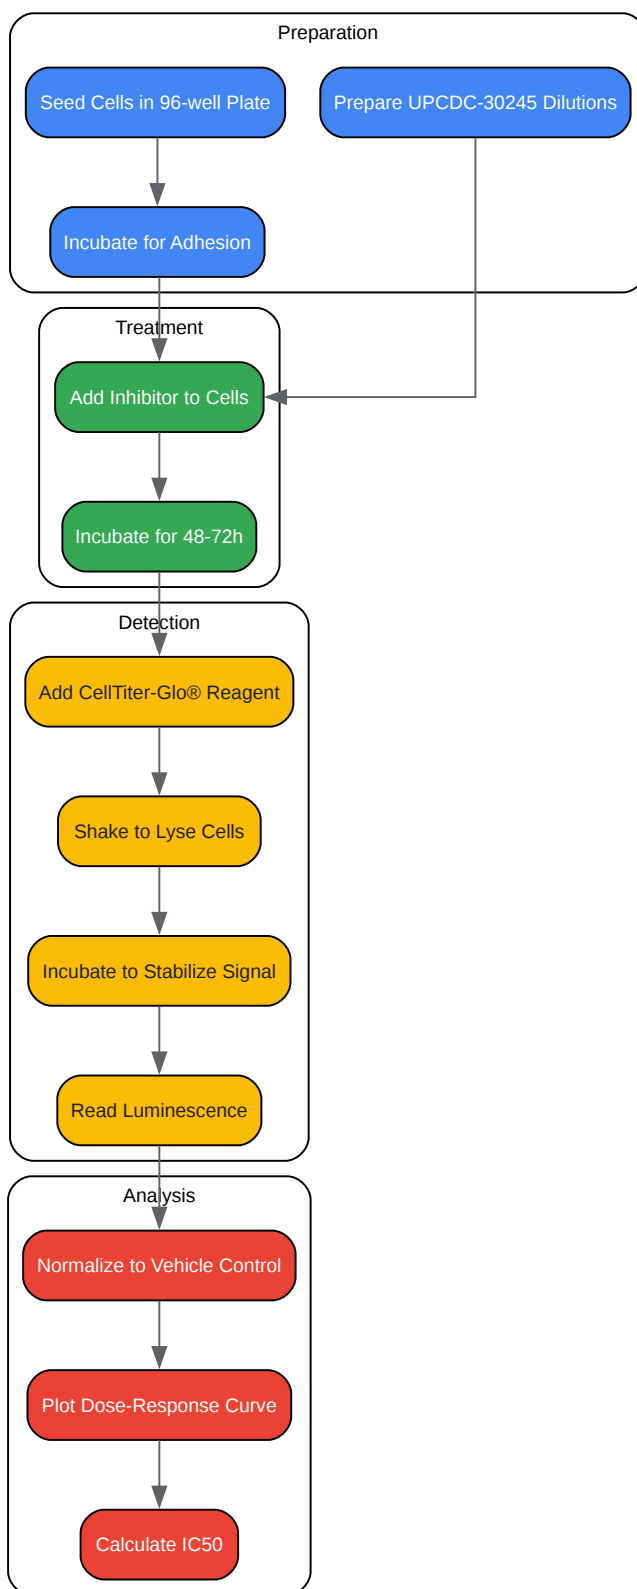 Preparation
Seed Cells in 96-well Plate
Prepare UPCDC-30245 Dilutions
Incubate for Adhesion
Treatment
Add Inhibitor to Cells
Incubate for 48-72h
Detection
Add CellTiter-Glo® Reagent
Shake to Lyse Cells
Incubate to Stabilize Signal
Read Luminescence
Analysis
Normalize to Vehicle Control
Plot Dose-Response Curve
Calculate IC50